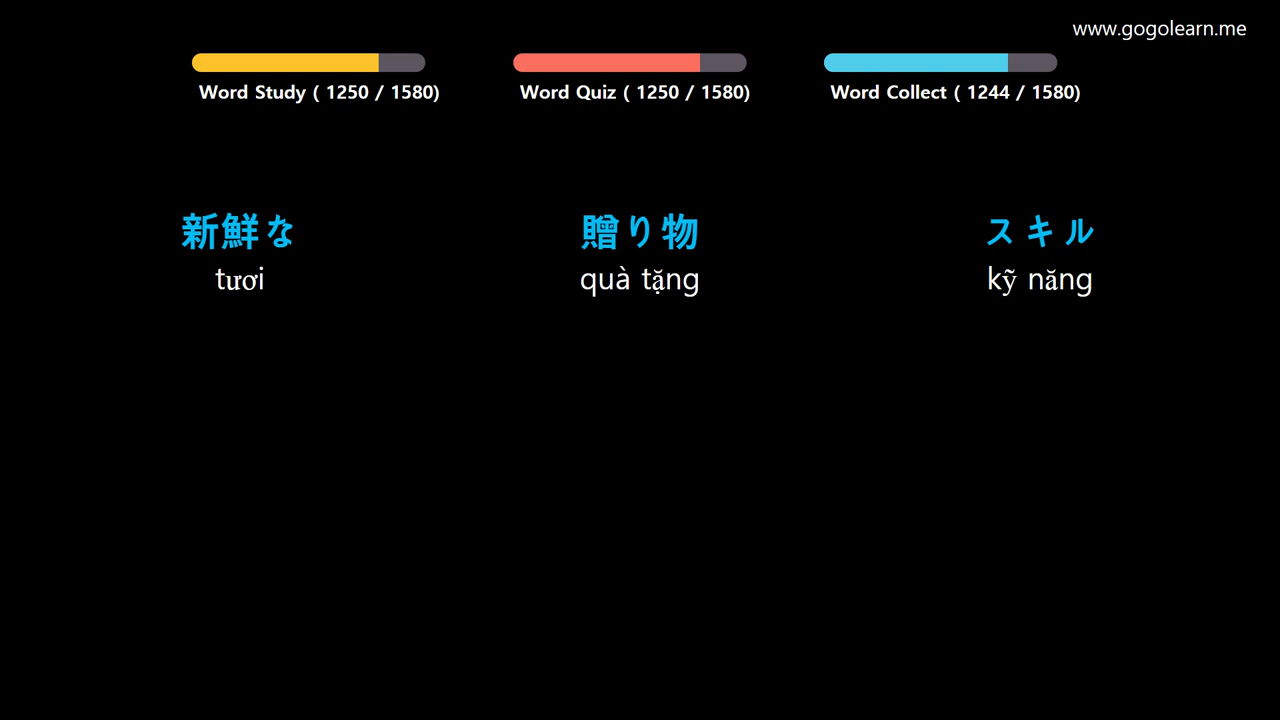 www.gogolearn.me
Word Study ( 1250 / 1580)
Word Quiz ( 1250 / 1580)
Word Collect ( 1244 / 1580)
新鮮な
tươi
贈り物
quà tặng
スキル
kỹ năng